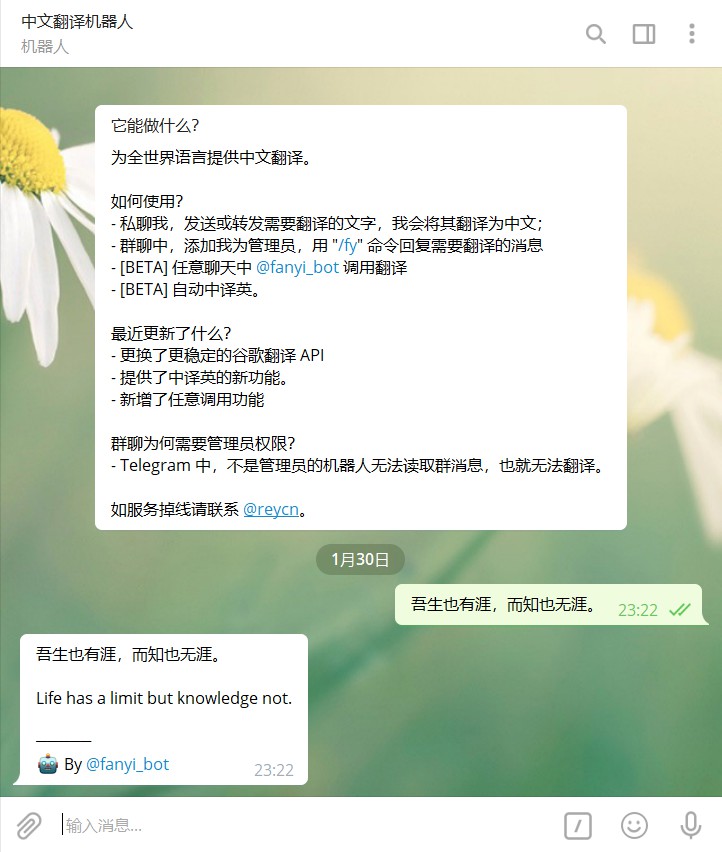 中文翻译机器人
机器人
它能做什么？
为全世界语言提供中文翻译。
如何使用？
- 私聊我，发送或转发需要翻译的文字，我会将其翻译为中文；
- 群聊中，添加我为管理员，用 "/fy" 命令回复需要翻译的消息
- [BETA] 任意聊天中 @fanyi_bot 调用翻译
- [BETA] 自动中译英。
最近更新了什么？
- 更换了更稳定的谷歌翻译 API
- 提供了中译英的新功能。
- 新增了任意调用功能
群聊为何需要管理员权限？
- Telegram 中，不是管理员的机器人无法读取群消息，也就无法翻译。
如服务掉线请联系 @reycn。
1月30日
吾生也有涯，而知也无涯。 23:22
吾生也有涯，而知也无涯。
Life has a limit but knowledge not.
________
🤖 By @fanyi_bot 23:22
输入消息...